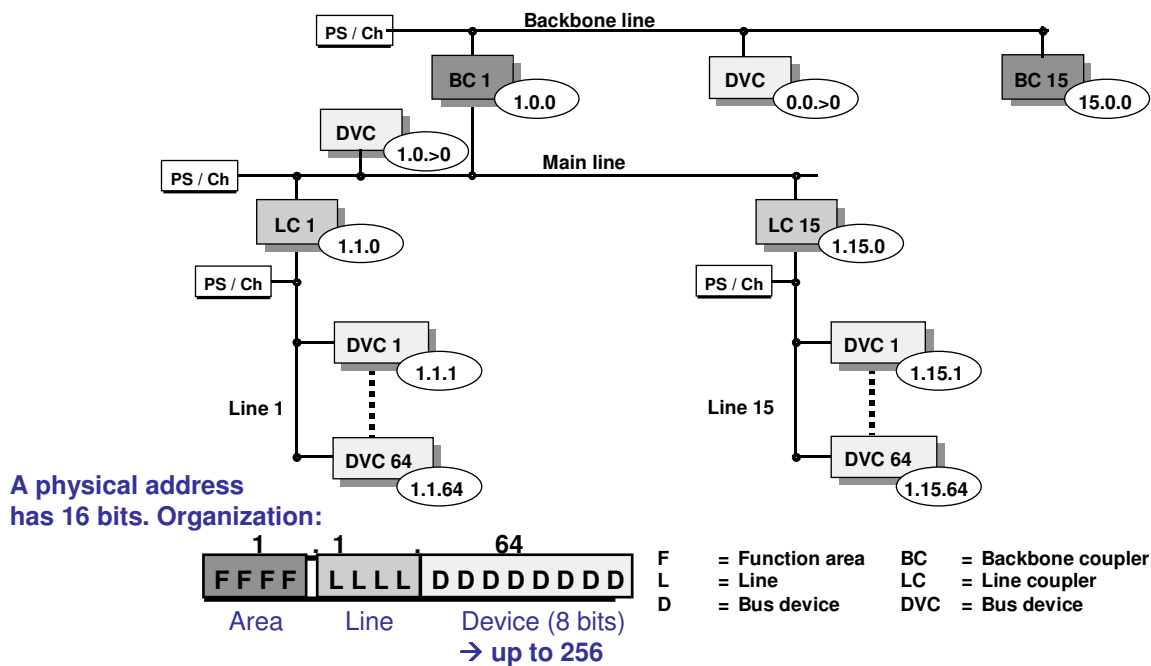 Backbone line
PS / Ch
BC 1
1.0.0
DVC
0.0.>0
BC 15
15.0.0
DVC
1.0.>0
Main line
PS / Ch
LC 1
1.1.0
LC 15
1.15.0
PS / Ch
PS / Ch
DVC 1
1.1.1
DVC 1
1.15.1
Line 1
Line 15
DVC 64
1.1.64
DVC 64
1.15.64
A physical address
has 16 bits. Organization:
1 . 1 . 64
F F F F L L L L D D D D D D D D
Area Line Device (8 bits)
→ up to 256
F = Function area BC = Backbone coupler
L = Line LC = Line coupler
D = Bus device DVC = Bus device